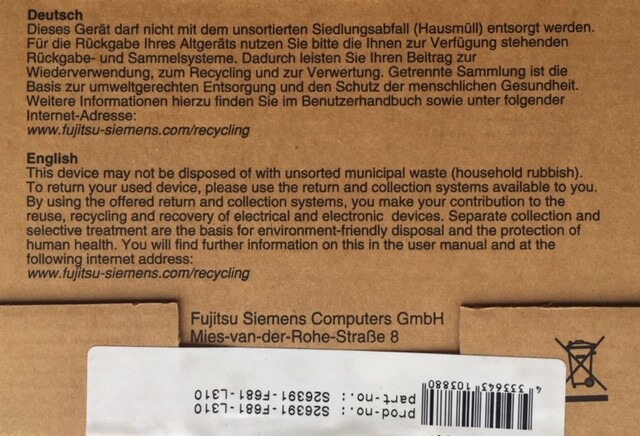 Deutsch
Dieses Gerät darf nicht mit dem unsortierten Siedlungsabfall (Hausmüll) entsorgt werden.
Für die Rückgabe Ihres Altgeräts nutzen Sie bitte die Ihnen zur Verfügung stehenden
Rückgabe- und Sammelsysteme. Dadurch leisten Sie Ihren Beitrag zur
Wiederverwendung, zum Recycling und zur Verwertung. Getrennte Sammlung ist die
Basis zur umweltgerechten Entsorgung und den Schutz der menschlichen Gesundheit.
Weitere Informationen hierzu finden Sie im Benutzerhandbuch sowie unter folgender
Internet-Adresse:
www.fujitsu-siemens.com/recycling
English
This device may not be disposed of with unsorted municipal waste (household rubbish).
To return your used device, please use the return and collection systems available to you.
By using the offered return and collection systems, you make your contribution to the
reuse, recycling and recovery of electrical and electronic devices. Separate collection and
selective treatment are the basis for environment-friendly disposal and the protection of
human health. You will find further information on this in the user manual and at the
following internet address:
www.fujitsu-siemens.com/recycling
Fujitsu Siemens Computers GmbH
Mies-van-der-Rohe-Straße 8
4 335643 103880
part-no.: S26391-F681-L310
prod-no.: S26391-F681-L310